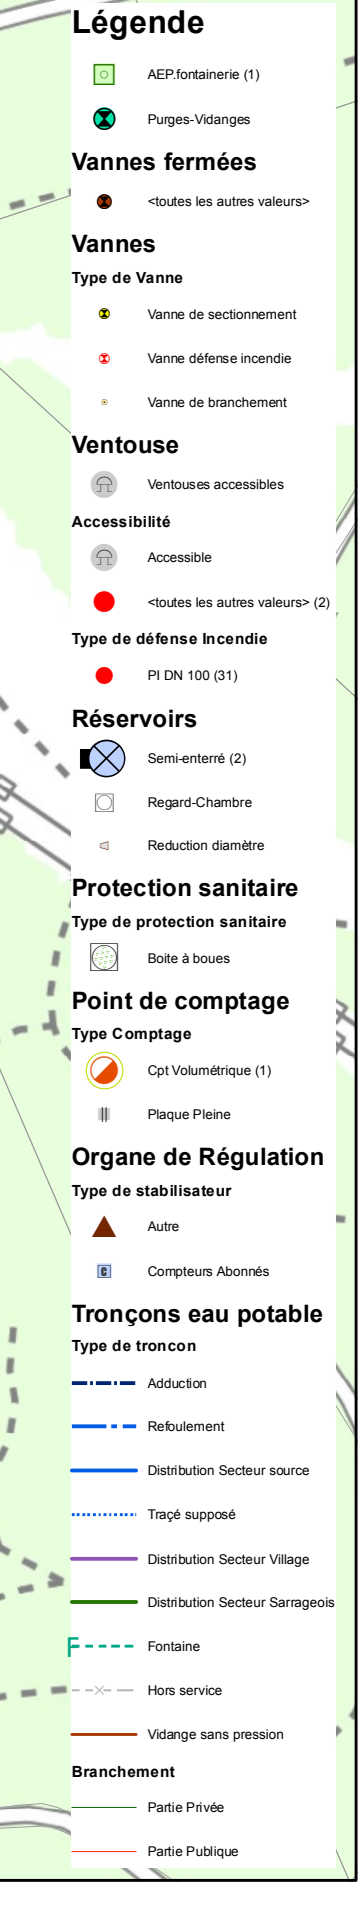 Légende
AEP.fontainerie (1)
Purges-Vidanges
Vannes fermées
<toutes les autres valeurs>
Vannes
Type de Vanne
Vanne de sectionnement
Vanne défense incendie
Vanne de branchement
Ventouse
Ventouses accessibles
Accessibilité
Accessible
<toutes les autres valeurs> (2)
Type de défense Incendie
PI DN 100 (31)
Réservoirs
Semi-enterré (2)
Regard-Chambre
Reduction diamètre
Protection sanitaire
Type de protection sanitaire
Boite à boues
Point de comptage
Type Comptage
Cpt Volumétrique (1)
Plaque Pleine
Organe de Régulation
Type de stabilisateur
Autre
C Compteurs Abonnés
Tronçons eau potable
Type de troncon
Adduction
Refoulement
Distribution Secteur source
Traçé supposé
Distribution Secteur Village
Distribution Secteur Sarrageois
F Fontaine
Hors service
Vidange sans pression
Branchement
Partie Privée
Partie Publique